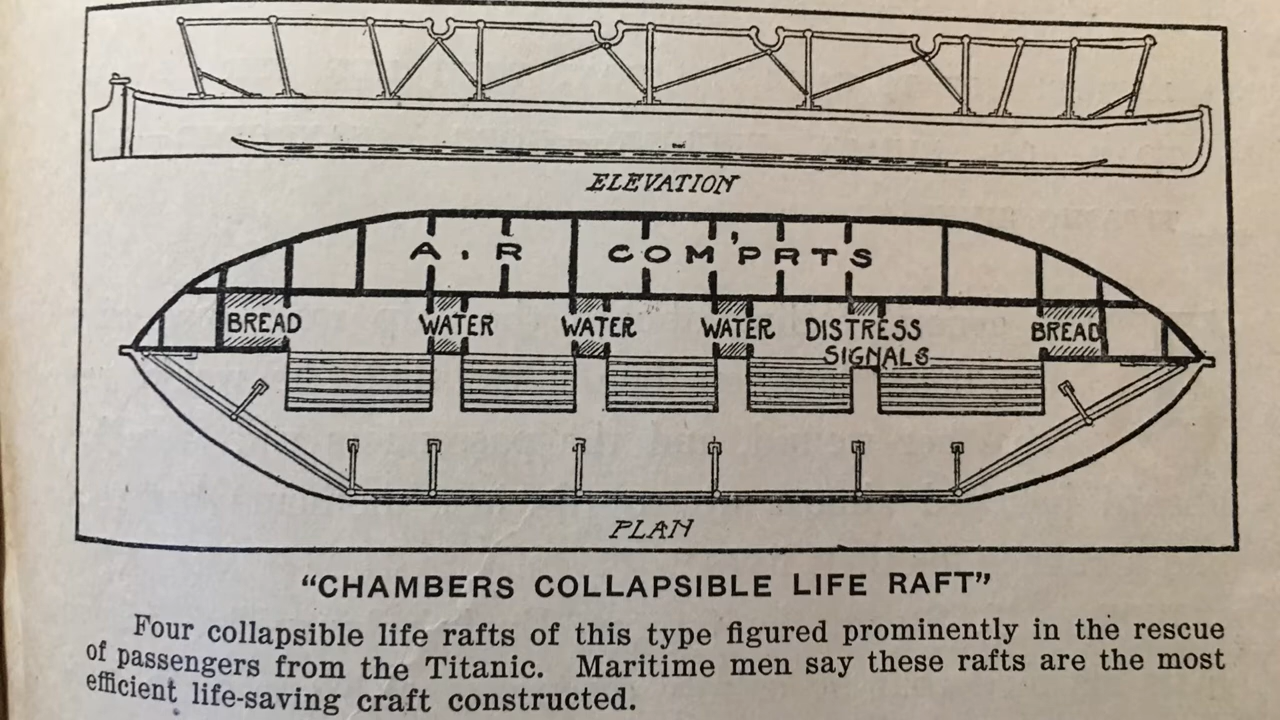 ELEVATION
AIR COM'PRTS
BREAD WATER WATER WATER DISTRESS BREAD
SIGNALS
PLAN
"CHAMBERS COLLAPSIBLE LIFE RAFT"
Four collapsible life rafts of this type figured prominently in the rescue
of passengers from the Titanic. Maritime men say these rafts are the most
efficient life-saving craft constructed.